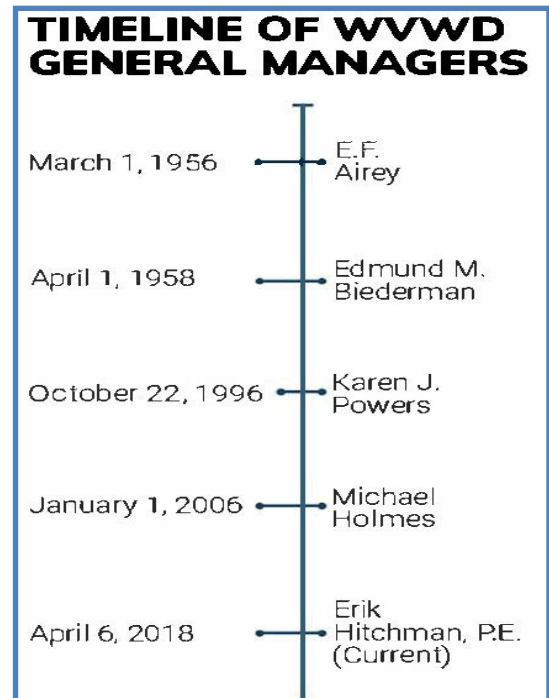 TIMELINE OF WVWD
GENERAL MANAGERS
March 1, 1956
E.F.
Airey
April 1, 1958
Edmund M.
Biederman
October 22, 1996
Karen J.
Powers
January 1, 2006
Michael
Holmes
April 6, 2018
Erik
Hitchman, P.E.
(Current)